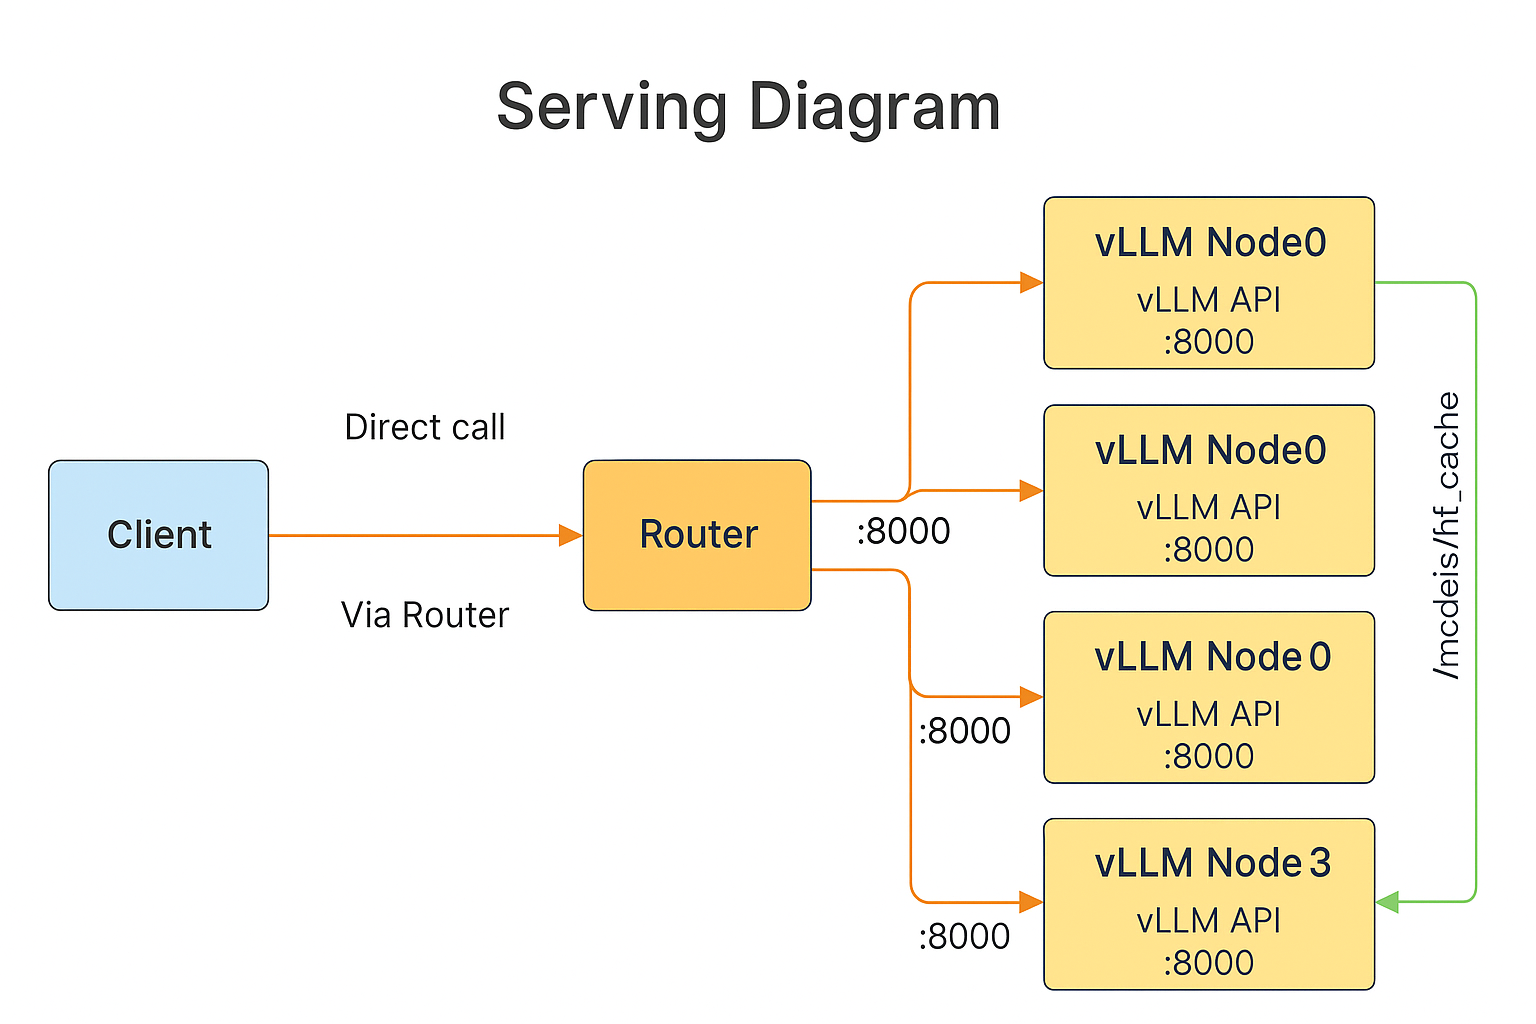 Serving Diagram
Client
Direct call
Via Router
Router
:8000
:8000
:8000
vLLM Node0
vLLM API
:8000
vLLM Node0
vLLM API
:8000
vLLM Node 0
vLLM API
:8000
vLLM Node 3
vLLM API
:8000
/mcdeis/hf_cache